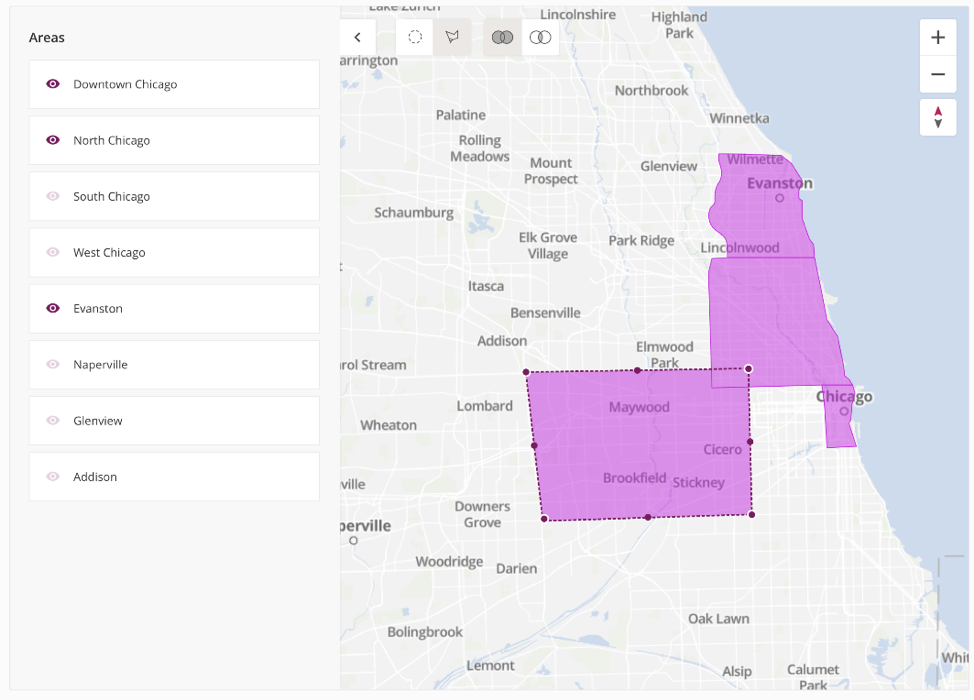 Areas
Downtown Chicago
North Chicago
South Chicago
West Chicago
Evanston
Naperville
Glenview
Addison
Lake Zurich
Lincolnshire
Highland
Park
arrington
Northbrook
Palatine
Winnetka
Rolling
Meadows
Mount
Prospect
Glenview
Wilmette
Evanston
Schaumburg
Elk Grove
Village
Park Ridge
Lincolnwood
Itasca
Bensenville
Addison
Elmwood
Park
rol Stream
Chicago
Lombard
Maywood
Wheaton
Cicero
Brookfield
Stickney
ville
Downers
Grove
perville
Woodridge
Darien
Oak Lawn
Bolingbrook
Lemont
Alsip
Calumet
Park
Whit